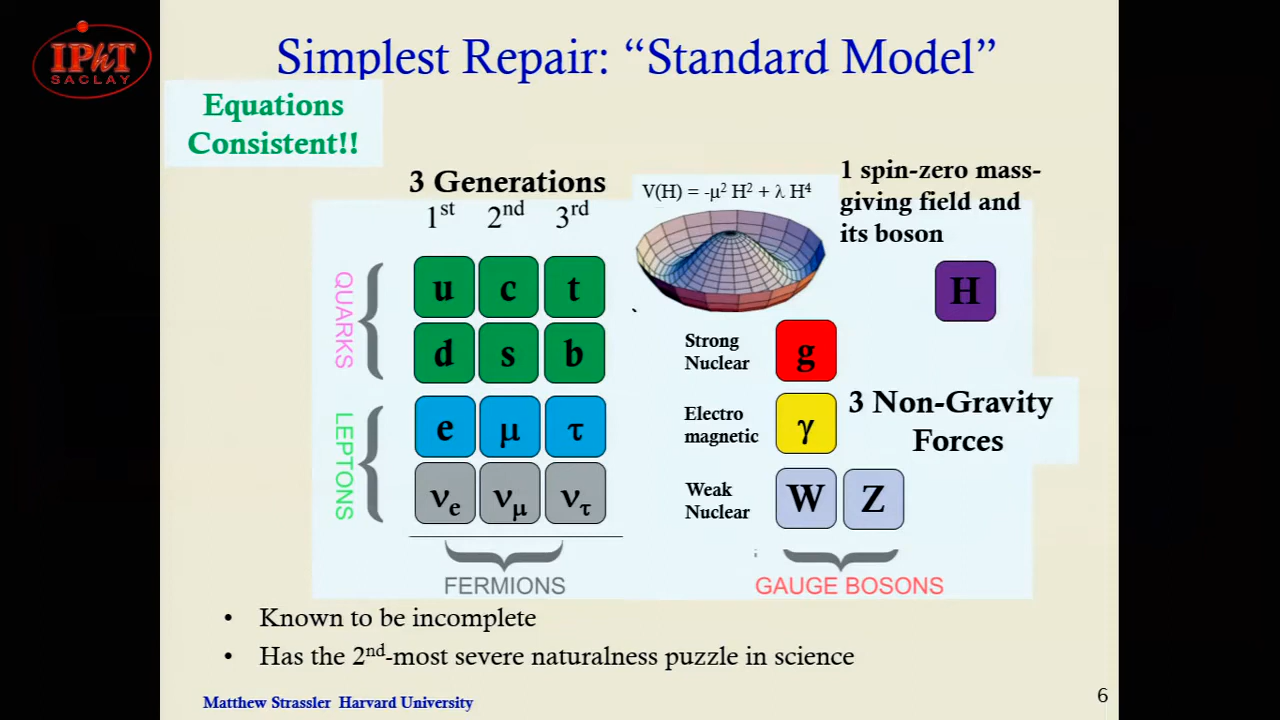 IPhT
SACLAY
Simplest Repair: “Standard Model”
Equations
Consistent!!
3 Generations
1st 2nd 3rd
V(H) = -μ² H² + λ H⁴
1 spin-zero mass-
giving field and
its boson
H
QUARKS
u c t
d s b
LEPTONS
e μ τ
νe νμ ντ
FERMIONS
Strong
Nuclear
g
Electro
magnetic
γ
3 Non-Gravity
Forces
Weak
Nuclear
W Z
GAUGE BOSONS
• Known to be incomplete
• Has the 2nd-most severe naturalness puzzle in science
Matthew Strassler Harvard University
6